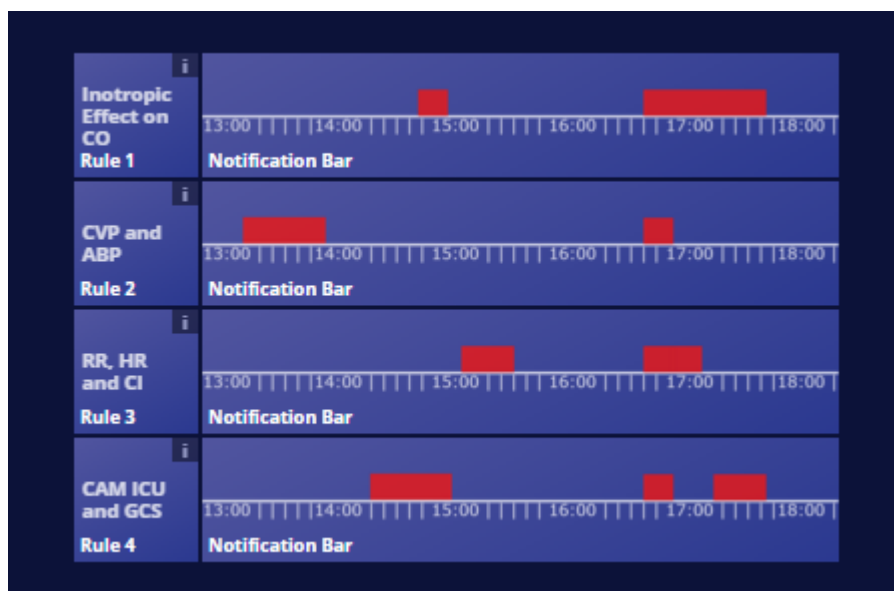 i
Inotropic
Effect on
CO
Rule 1
13:00 14:00 15:00 16:00 17:00 18:00
Notification Bar
i
CVP and
ABP
Rule 2
13:00 14:00 15:00 16:00 17:00 18:00
Notification Bar
i
RR, HR
and CI
Rule 3
13:00 14:00 15:00 16:00 17:00 18:00
Notification Bar
i
CAM ICU
and GCS
Rule 4
13:00 14:00 15:00 16:00 17:00 18:00
Notification Bar